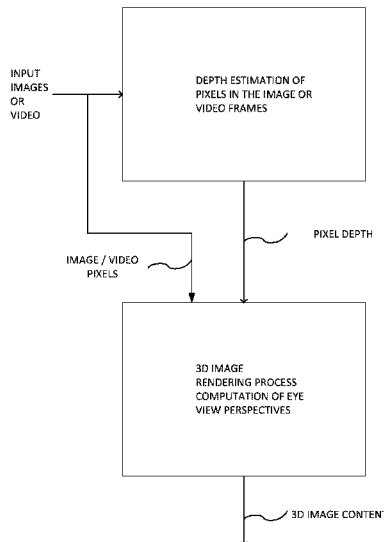 INPUT
IMAGES
OR
VIDEO
DEPTH ESTIMATION OF
PIXELS IN THE IMAGE OR
VIDEO FRAMES
PIXEL DEPTH
IMAGE / VIDEO
PIXELS
3D IMAGE
RENDERING PROCESS
COMPUTATION OF EYE
VIEW PERSPECTIVES
3D IMAGE CONTENT